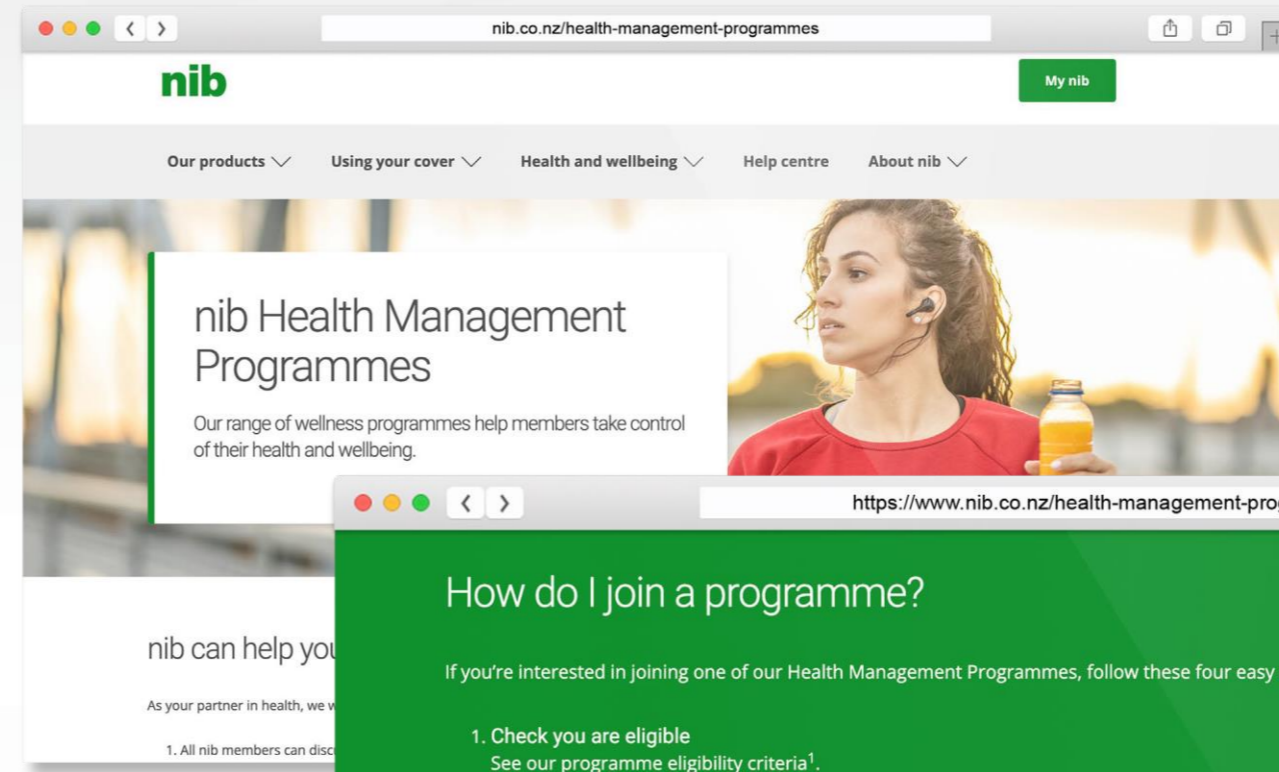 nib.co.nz/health-management-programmes
nib
My nib
Our products
Using your cover
Health and wellbeing
Help centre
About nib
nib Health Management
Programmes
Our range of wellness programmes help members take control
of their health and wellbeing.
https://www.nib.co.nz/health-management-pro
How do I join a programme?
If you're interested in joining one of our Health Management Programmes, follow these four easy
1. Check you are eligible
See our programme eligibility criteria¹.
nib can help you
As your partner in health, we w
1. All nib members can disc